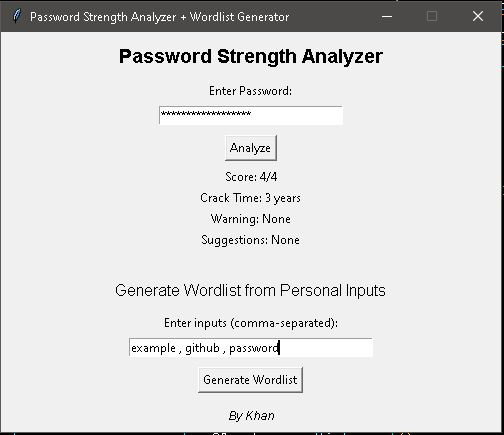 Password Strength Analyzer + Wordlist Generator
Password Strength Analyzer
Enter Password:
*******************
Analyze
Score: 4/4
Crack Time: 3 years
Warning: None
Suggestions: None
Generate Wordlist from Personal Inputs
Enter inputs (comma-separated):
example , github , password
Generate Wordlist
By Khan